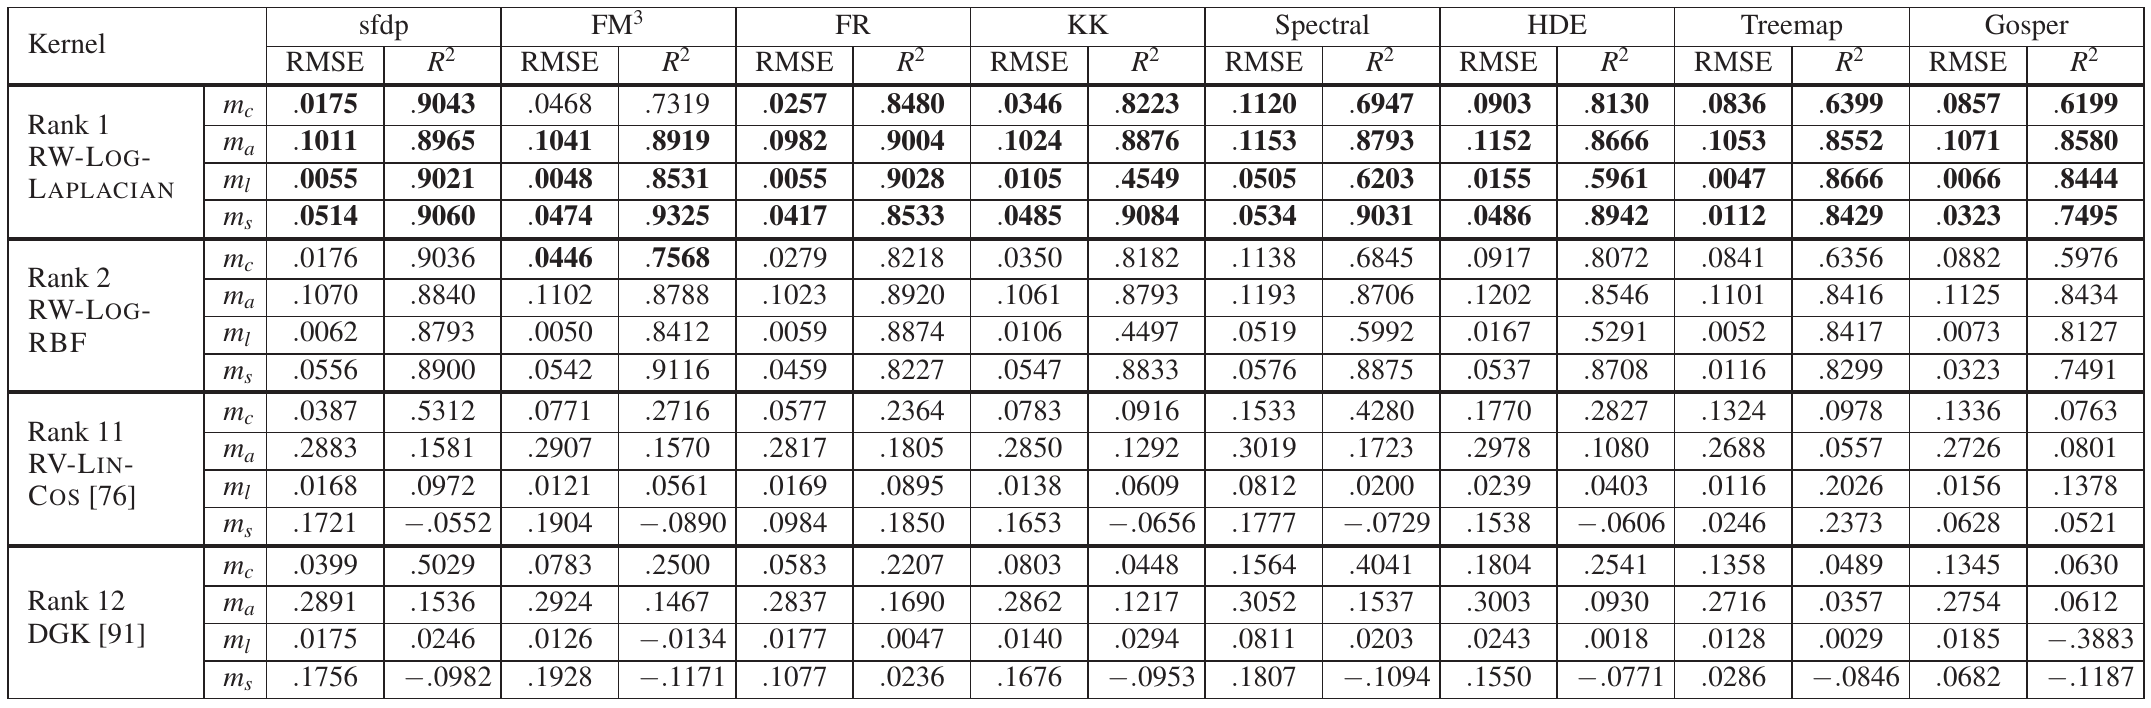 Kernel sfdp FM³ FR KK Spectral HDE Treemap Gosper
RMSE R² RMSE R² RMSE R² RMSE R² RMSE R² RMSE R² RMSE R² RMSE R²
Rank 1 RW-LOG-LAPLACIAN
m_c .0175 .9043 .0468 .7319 .0257 .8480 .0346 .8223 .1120 .6947 .0903 .8130 .0836 .6399 .0857 .6199
m_a .1011 .8965 .1041 .8919 .0982 .9004 .1024 .8876 .1153 .8793 .1152 .8666 .1053 .8552 .1071 .8580
m_l .0055 .9021 .0048 .8531 .0055 .9028 .0105 .4549 .0505 .6203 .0155 .5961 .0047 .8666 .0066 .8444
m_s .0514 .9060 .0474 .9325 .0417 .8533 .0485 .9084 .0534 .9031 .0486 .8942 .0112 .8429 .0323 .7495
Rank 2 RW-LOG-RBF
m_c .0176 .9036 .0446 .7568 .0279 .8218 .0350 .8182 .1138 .6845 .0917 .8072 .0841 .6356 .0882 .5976
m_a .1070 .8840 .1102 .8788 .1023 .8920 .1061 .8793 .1193 .8706 .1202 .8546 .1101 .8416 .1125 .8434
m_l .0062 .8793 .0050 .8412 .0059 .8874 .0106 .4497 .0519 .5992 .0167 .5291 .0052 .8417 .0073 .8127
m_s .0556 .8900 .0542 .9116 .0459 .8227 .0547 .8833 .0576 .8875 .0537 .8708 .0116 .8299 .0323 .7491
Rank 11 RV-LIN-COS [76]
m_c .0387 .5312 .0771 .2716 .0577 .2364 .0783 .0916 .1533 .4280 .1770 .2827 .1324 .0978 .1336 .0763
m_a .2883 .1581 .2907 .1570 .2817 .1805 .2850 .1292 .3019 .1723 .2978 .1080 .2688 .0557 .2726 .0801
m_l .0168 .0972 .0121 .0561 .0169 .0895 .0138 .0609 .0812 .0200 .0239 .0403 .0116 .2026 .0156 .1378
m_s .1721 −.0552 .1904 −.0890 .0984 .1850 .1653 −.0656 .1777 −.0729 .1538 −.0606 .0246 .2373 .0628 .0521
Rank 12 DGK [91]
m_c .0399 .5029 .0783 .2500 .0583 .2207 .0803 .0448 .1564 .4041 .1804 .2541 .1358 .0489 .1345 .0630
m_a .2891 .1536 .2924 .1467 .2837 .1690 .2862 .1217 .3052 .1537 .3003 .0930 .2716 .0357 .2754 .0612
m_l .0175 .0246 .0126 −.0134 .0177 .0047 .0140 .0294 .0811 .0203 .0243 .0018 .0128 .0029 .0185 −.3883
m_s .1756 −.0982 .1928 −.1171 .1077 .0236 .1676 −.0953 .1807 −.1094 .1550 −.0771 .0286 −.0846 .0682 −.1187